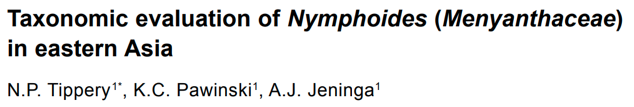 Taxonomic evaluation of Nymphoides (Menyanthaceae)
in eastern Asia
N.P. Tippery¹*, K.C. Pawinski¹, A.J. Jeninga¹